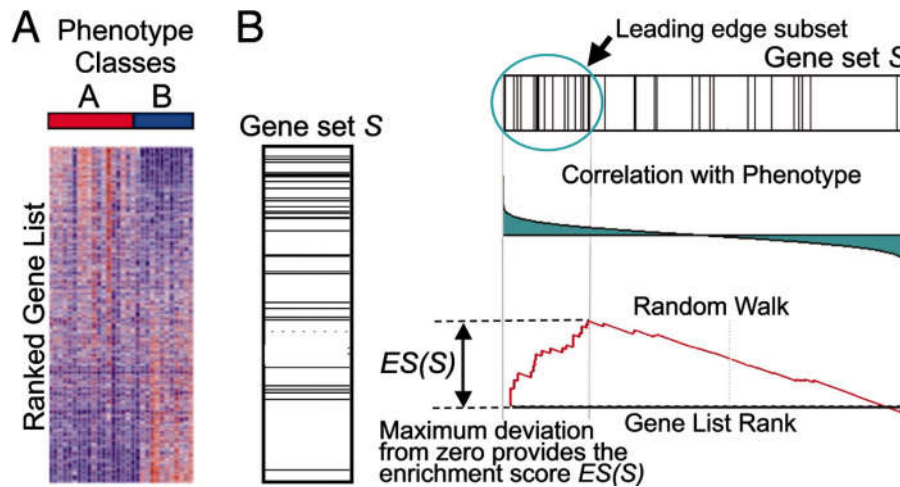 A
Phenotype
Classes
A B
Ranked Gene List
B
Gene set S
Leading edge subset
Gene set S
Correlation with Phenotype
Random Walk
ES(S)
Gene List Rank
Maximum deviation
from zero provides the
enrichment score ES(S)